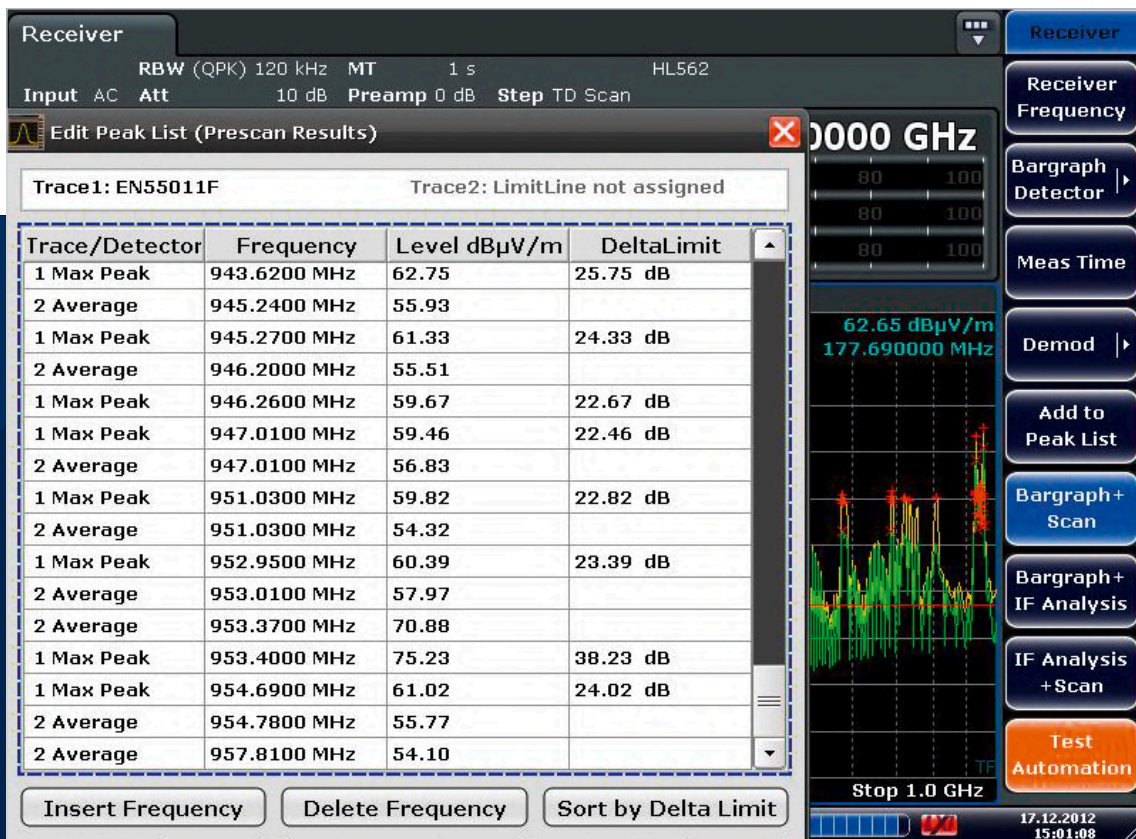 Receiver
RBW (QPK) 120 kHz MT 1 s HL562
Input AC Att 10 dB Preamp 0 dB Step TD Scan
Edit Peak List (Prescan Results)
0000 GHz
Trace1: EN55011F Trace2: LimitLine not assigned
80 100
80 100
80 100
Trace/Detector Frequency Level dBµV/m DeltaLimit
1 Max Peak 943.6200 MHz 62.75 25.75 dB
2 Average 945.2400 MHz 55.93
1 Max Peak 945.2700 MHz 61.33 24.33 dB
2 Average 946.2000 MHz 55.51
1 Max Peak 946.2600 MHz 59.67 22.67 dB
1 Max Peak 947.0100 MHz 59.46 22.46 dB
2 Average 947.0100 MHz 56.83
1 Max Peak 951.0300 MHz 59.82 22.82 dB
2 Average 951.0300 MHz 54.32
1 Max Peak 952.9500 MHz 60.39 23.39 dB
2 Average 953.0100 MHz 57.97
2 Average 953.3700 MHz 70.88
1 Max Peak 953.4000 MHz 75.23 38.23 dB
1 Max Peak 954.6900 MHz 61.02 24.02 dB
2 Average 954.7800 MHz 55.77
2 Average 957.8100 MHz 54.10
Insert Frequency Delete Frequency Sort by Delta Limit
62.65 dBµV/m
177.690000 MHz
TF
Stop 1.0 GHz
17.12.2012
15:01:08
Receiver
Receiver
Frequency
Bargraph
Detector
Meas Time
Demod
Add to
Peak List
Bargraph+
Scan
Bargraph+
IF Analysis
IF Analysis
+Scan
Test
Automation